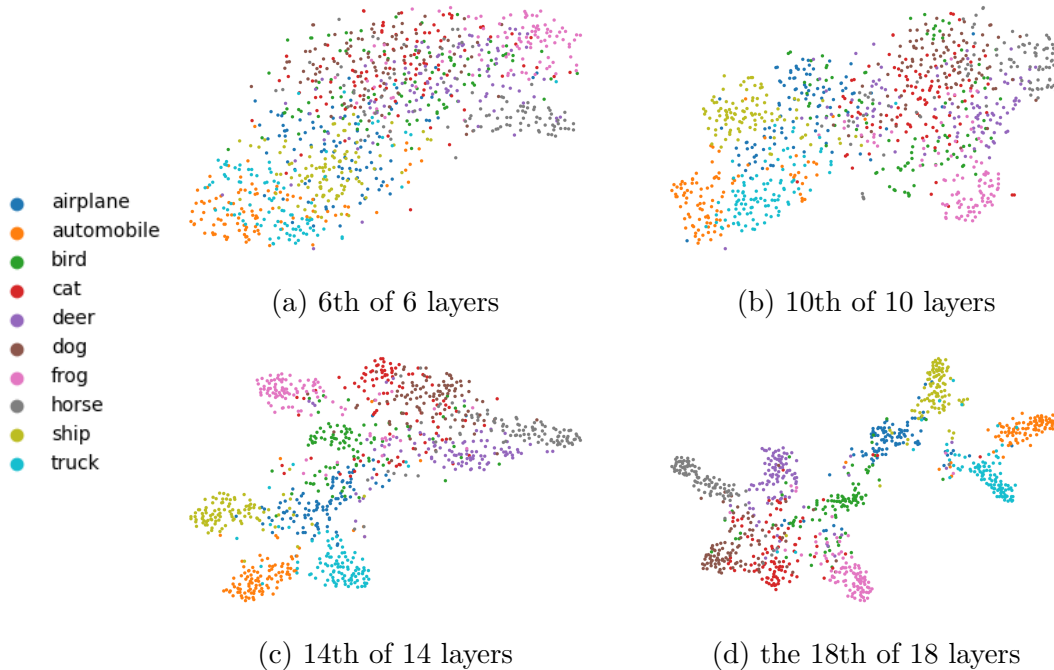 airplane
automobile
bird
cat
deer
dog
frog
horse
ship
truck
(a) 6th of 6 layers
(b) 10th of 10 layers
(c) 14th of 14 layers
(d) the 18th of 18 layers